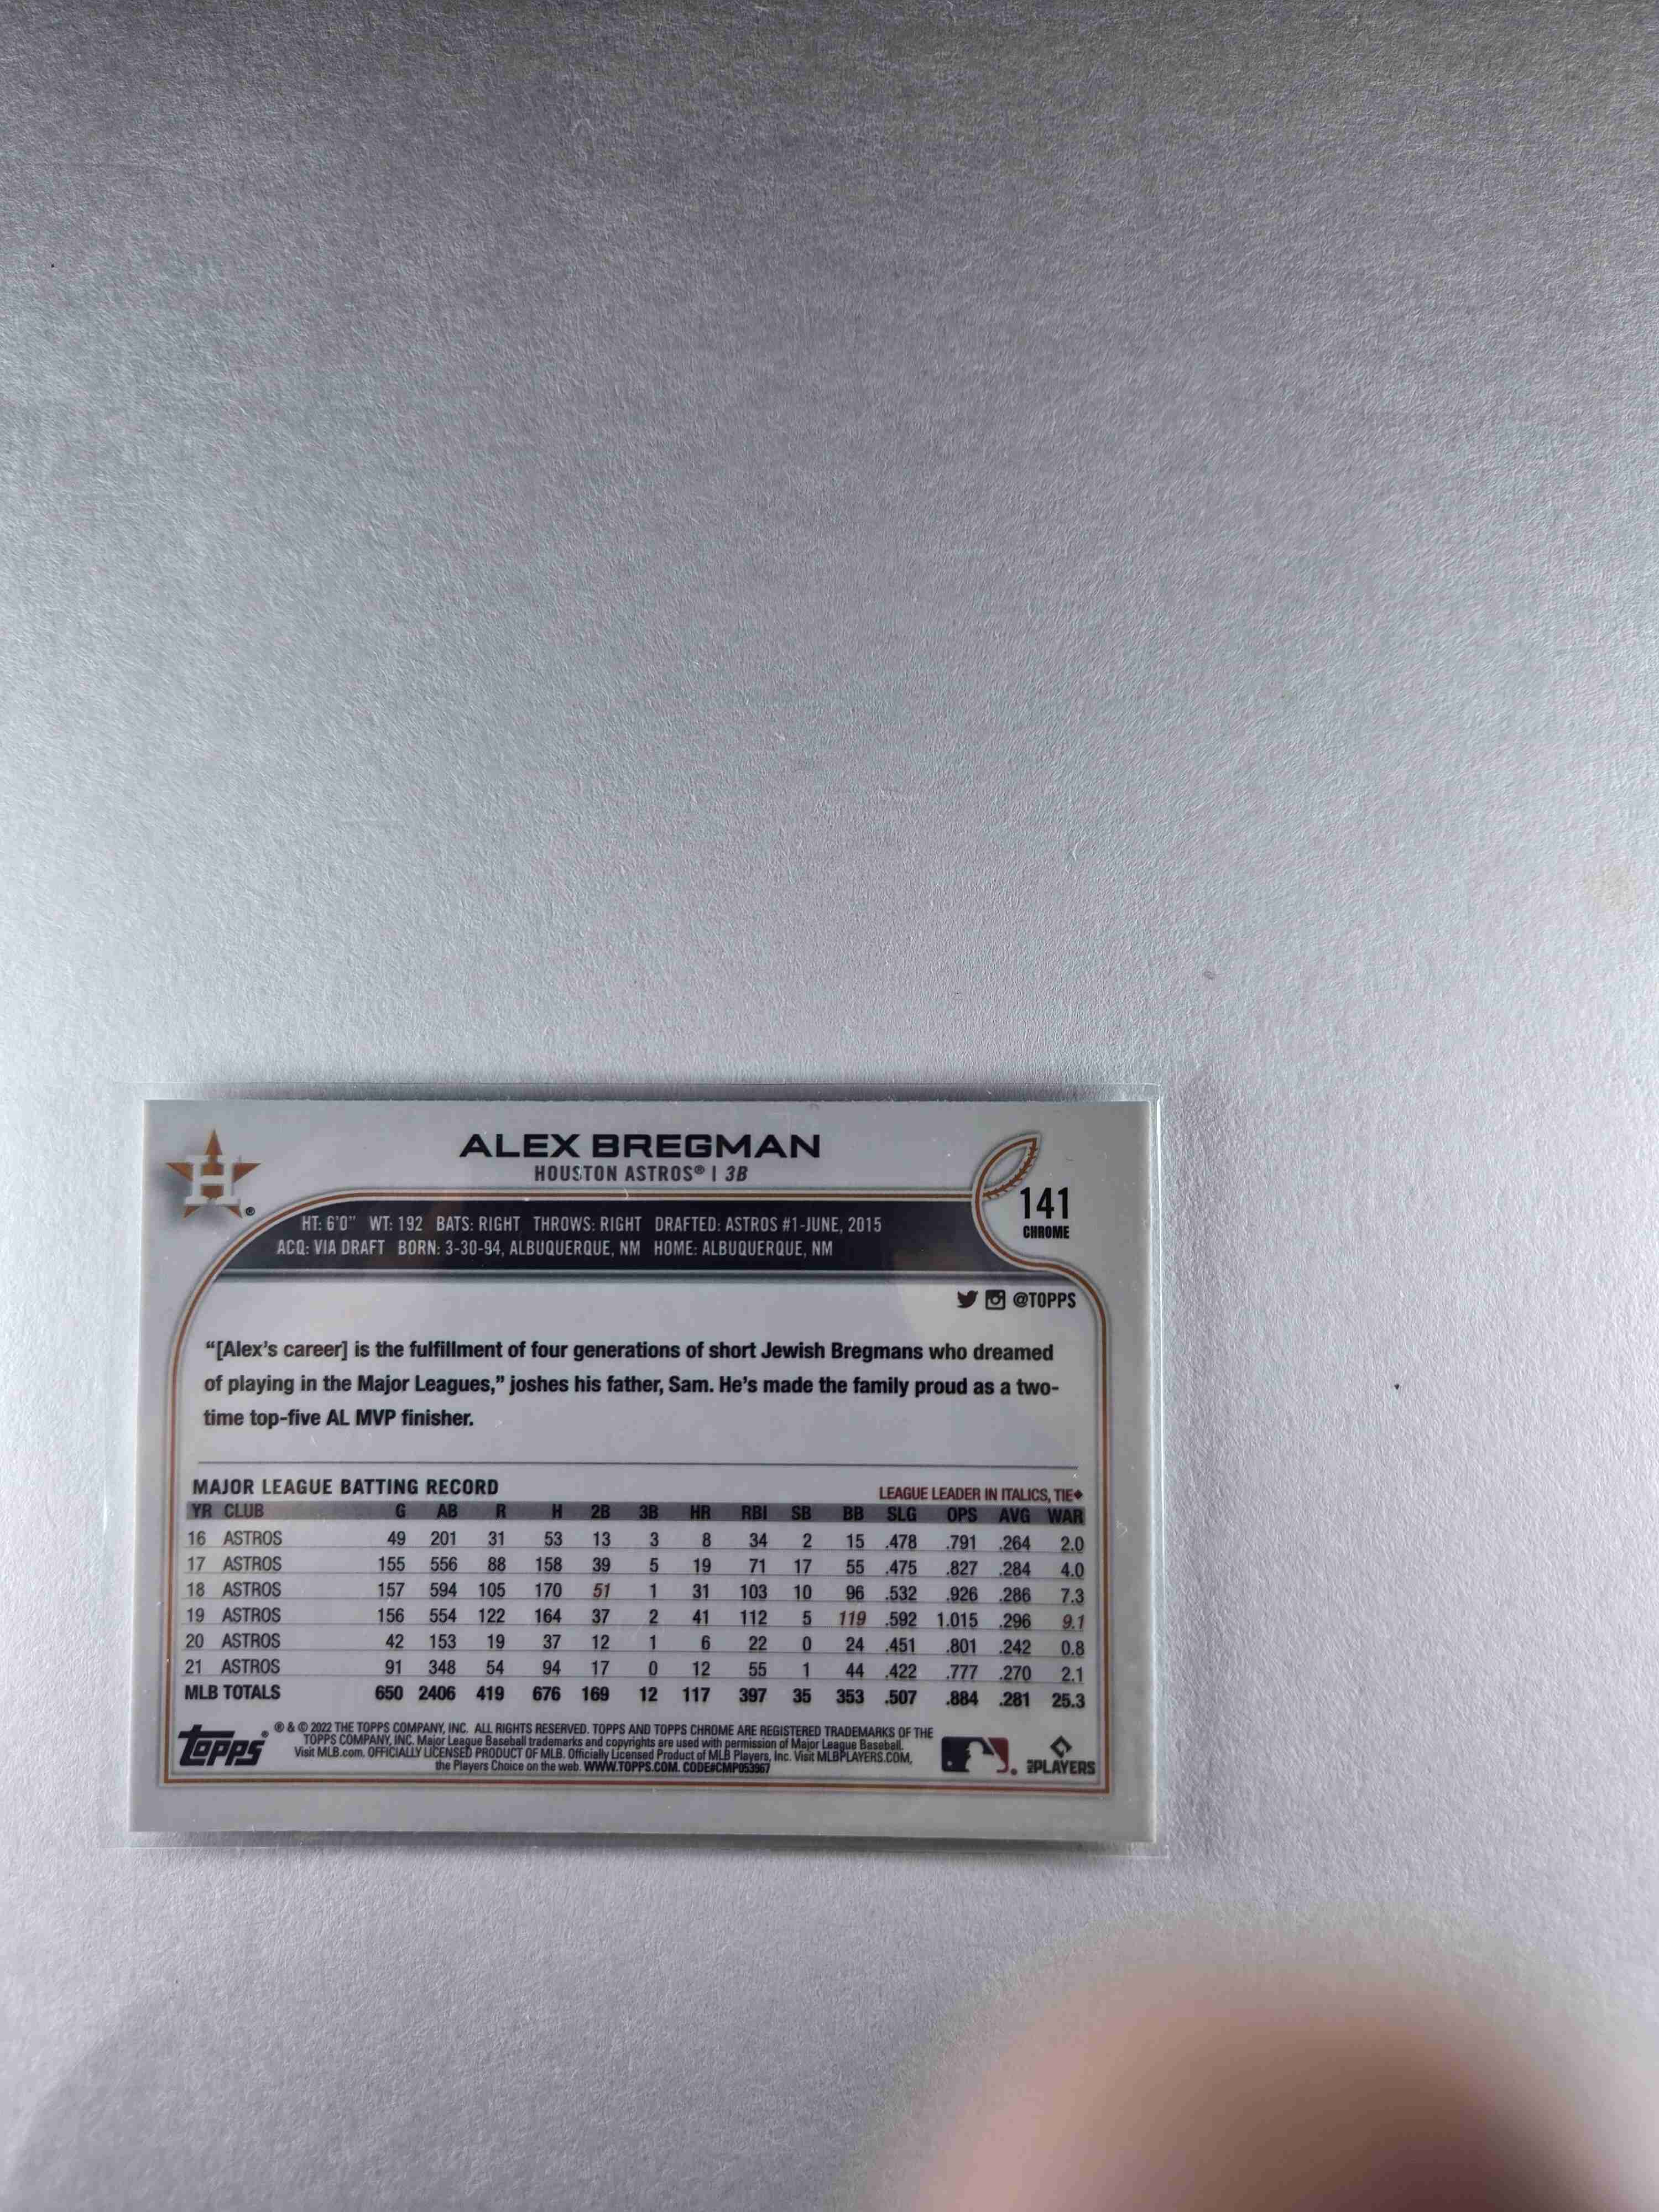 ALEX BREGMAN
HOUSTON ASTROS® | 3B
H ®
141
CHROME
HT: 6'0" WT: 192 BATS: RIGHT THROWS: RIGHT DRAFTED: ASTROS #1-JUNE, 2015
ACQ: VIA DRAFT BORN: 3-30-94, ALBUQUERQUE, NM HOME: ALBUQUERQUE, NM
@TOPPS
“[Alex’s career] is the fulfillment of four generations of short Jewish Bregmans who dreamed
of playing in the Major Leagues,” joshes his father, Sam. He’s made the family proud as a two-
time top-five AL MVP finisher.
MAJOR LEAGUE BATTING RECORD LEAGUE LEADER IN ITALICS, TIE◆
YR CLUB G AB R H 2B 3B HR RBI SB BB SLG OPS AVG WAR
16 ASTROS 49 201 31 53 13 3 8 34 2 15 .478 .791 .264 2.0
17 ASTROS 155 556 88 158 39 5 19 71 17 55 .475 .827 .284 4.0
18 ASTROS 157 594 105 170 51 1 31 103 10 96 .532 .926 .286 7.3
19 ASTROS 156 554 122 164 37 2 41 112 5 119 .592 1.015 .296 9.1
20 ASTROS 42 153 19 37 12 1 6 22 0 24 .451 .801 .242 0.8
21 ASTROS 91 348 54 94 17 0 12 55 1 44 .422 .777 .270 2.1
MLB TOTALS 650 2406 419 676 169 12 117 397 35 353 .507 .884 .281 25.3
topps®
® & © 2022 THE TOPPS COMPANY, INC. ALL RIGHTS RESERVED. TOPPS AND TOPPS CHROME ARE REGISTERED TRADEMARKS OF THE
TOPPS COMPANY, INC. Major League Baseball trademarks and copyrights are used with permission of Major League Baseball.
Visit MLB.com. OFFICIALLY LICENSED PRODUCT OF MLB. Officially Licensed Product of MLB Players, Inc. Visit MLBPLAYERS.COM,
the Players Choice on the web. WWW.TOPPS.COM. CODE#CMP053967
MLBPLAYERS